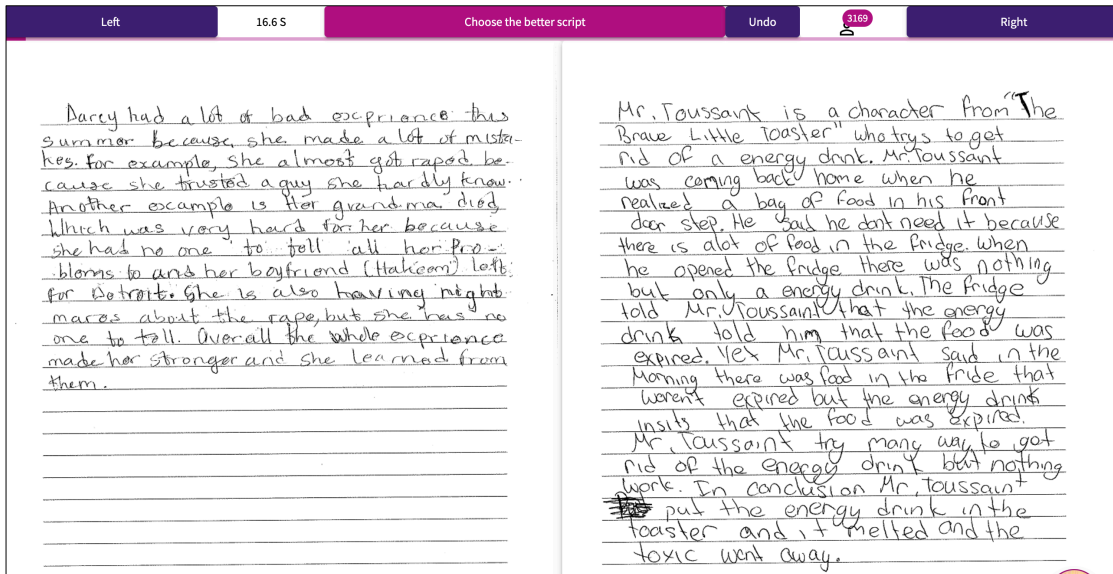 Left
16.6 S
Choose the better script
Undo
3169
Right
Darcy had a lot of bad excprience this
summer because, she made a lot of mista-
kes. for example, she almost got raped be-
cause she trusted a guy she hardly know.
Another example is Her grandma died
Which was very hard for her because
she had no one to tell all her pro-
blems to and her boyfriend (Hakeem) left
for Detroit. She is also having night
mares about the rape, but she has no
one to tell. Overall the whole excprience
made her stronger and she learned from
them.
Mr. Toussaint is a character from "The
Brave Little Toaster" who trys to get
rid of a energy drink. Mr. Toussant
was coming back home when he
realized a bag of food in his front
door step. He said he dont need it because
there is alot of food in the fridge. When
he opened the fridge there was nothing
but only a energy drink. The fridge
told Mr. Toussaint that the energy
drink told him that the food was
expired. Yet Mr. Toussaint said in the
Morning there was food in the fride that
weren't expired but the energy drink
insits that the food was expired.
Mr. Toussaint try many way to got
rid of the energy drink but nothing
work. In conclusion Mr. Toussaint
put the energy drink in the
toaster and it melted and the
toxic want away.